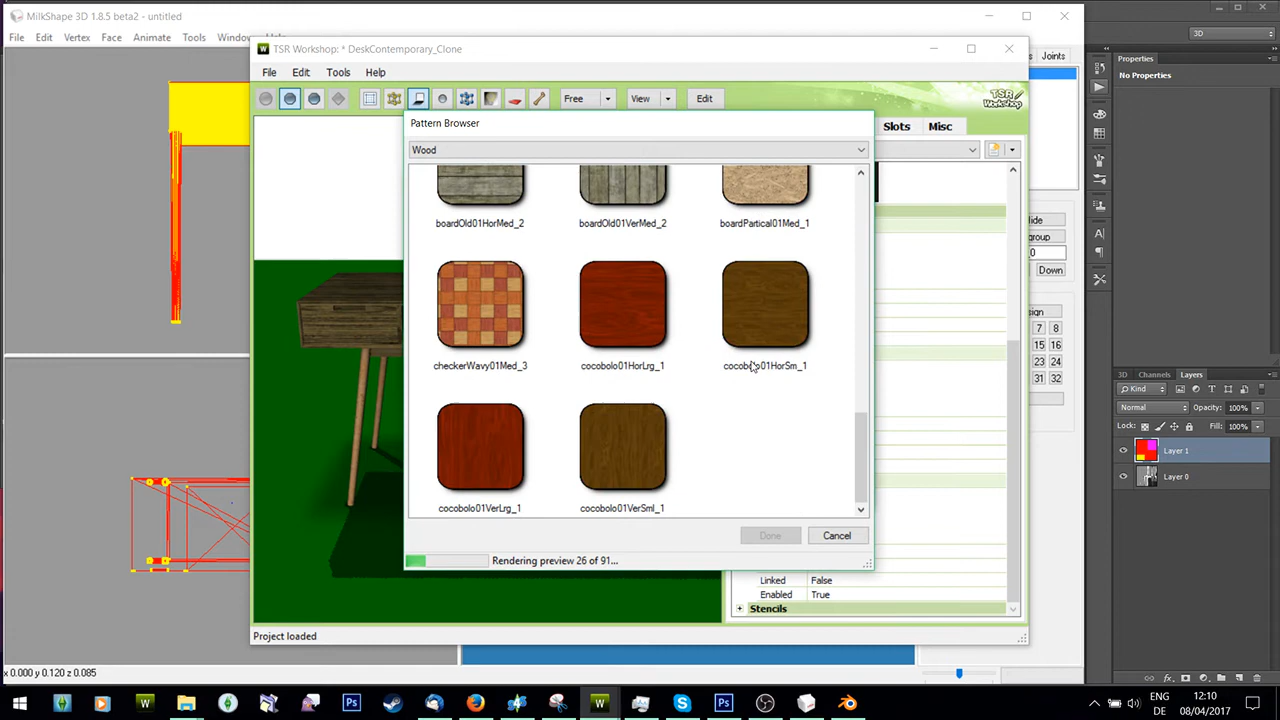 MilkShape 3D 1.8.5 beta2 - untitled
File Edit Vertex Face Animate Tools Window
TSR Workshop: * DeskContemporary_Clone
File Edit Tools Help
Free View Edit
TSR Workshop
Pattern Browser
Wood
boardOld01HorMed_2 boardOld01VerMed_2 boardPartical01Med_1
checkerWavy01Med_3 cocobolo01HorLrg_1 cocobolo01HorSm_1
cocobolo01VerLrg_1 cocobolo01VerSml_1
Done Cancel
Rendering preview 26 of 91...
Slots Misc
Linked False
Enabled True
Stencils
Project loaded
x 0.000 y 0.120 z 0.085
Joints
Down
7 8
15 16
23 24
31 32
3D
Properties
No Properties
3D Channels Layers
Kind
Normal Opacity: 100%
Lock: Fill: 100%
Layer 1
Layer 0
ENG 12:10
DE 08/04/2017